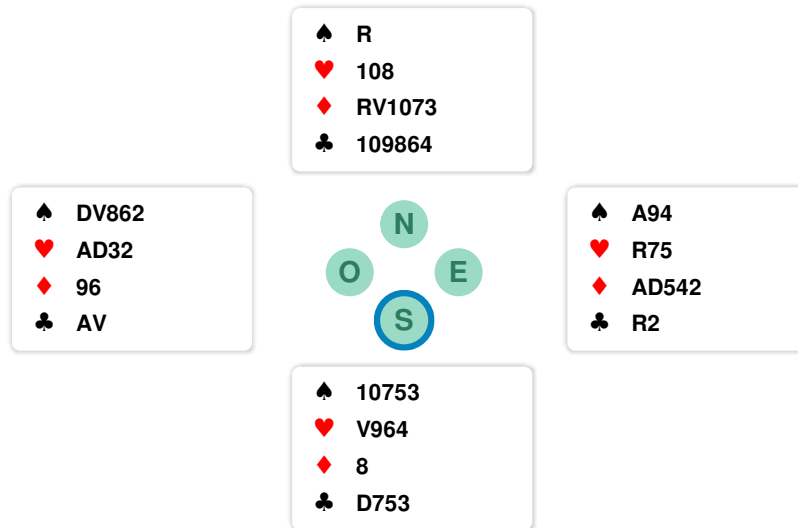 ♠ R
♥ 108
♦ RV1073
♣ 109864
♠ DV862
♥ AD32
♦ 96
♣ AV
N
O E
S
♠ A94
♥ R75
♦ AD542
♣ R2
♠ 10753
♥ V964
♦ 8
♣ D753